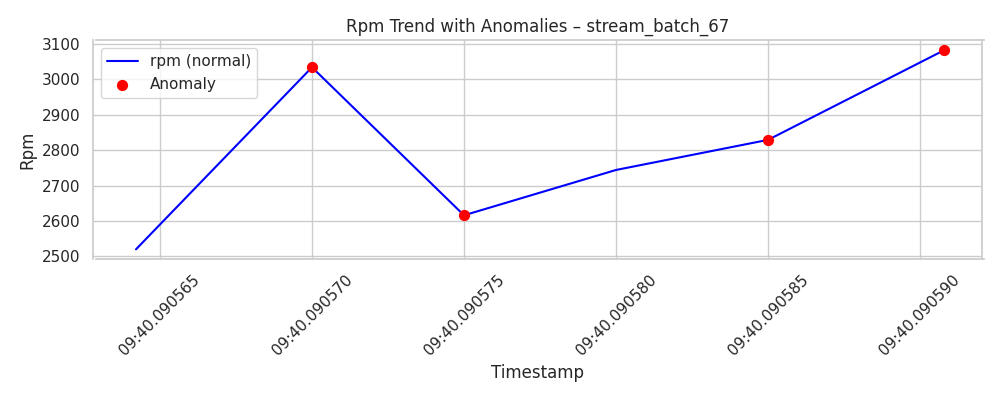 Rpm Trend with Anomalies – stream_batch_67
rpm (normal)
Anomaly
Rpm
3100
3000
2900
2800
2700
2600
2500
09:40.090565
09:40.090570
09:40.090575
09:40.090580
09:40.090585
09:40.090590
Timestamp